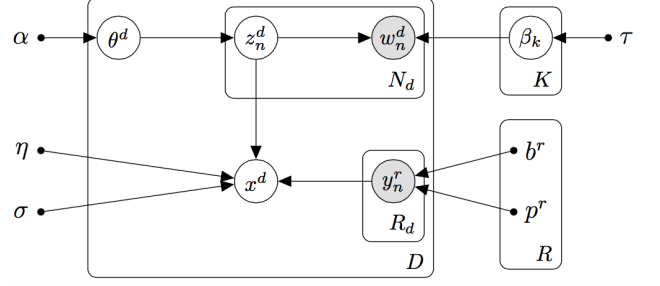 α θ^d z_n^d w_n^d β_k τ
N_d K
η b^r
x^d y_n^r
σ p^r
R_d
D R